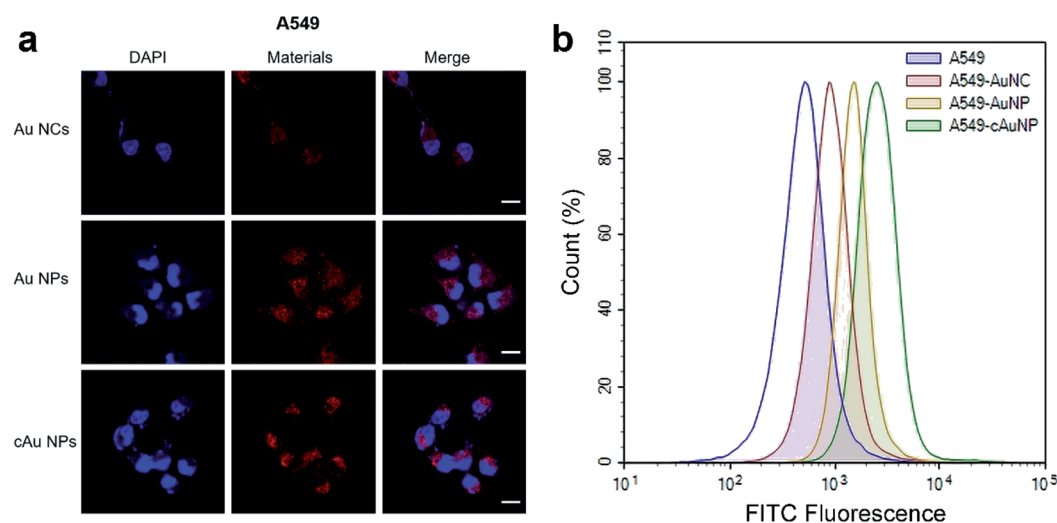 a
A549
DAPI Materials Merge
Au NCs
Au NPs
cAu NPs
b
110
100
80
60
40
20
0
Count (%)
A549
A549-AuNC
A549-AuNP
A549-cAuNP
10¹ 10² 10³ 10⁴ 10⁵
FITC Fluorescence